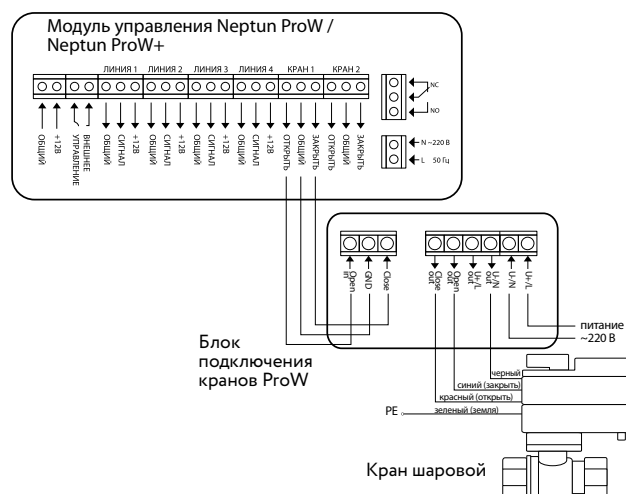 Модуль управления Neptun ProW /
Neptun ProW+
ЛИНИЯ 1 ЛИНИЯ 2 ЛИНИЯ 3 ЛИНИЯ 4 КРАН 1 КРАН 2
ОБЩИЙ
+12В
УПРАВЛЕНИЕ
ВНЕШНЕЕ
ОБЩИЙ
СИГНАЛ
+12В
ОБЩИЙ
СИГНАЛ
+12В
ОБЩИЙ
СИГНАЛ
+12В
ОБЩИЙ
СИГНАЛ
+12В
ОТКРЫТЬ
ОБЩИЙ
ЗАКРЫТЬ
ОТКРЫТЬ
ОБЩИЙ
ЗАКРЫТЬ
NC
NO
N ~220 В
L 50 Гц
Open
in
GND
Close
Close
out
Open
out
U+/L
out
U-/N
out
U-/N
U+/L
питание
~220 В
Блок
подключения
кранов ProW
черный
синий (закрыть)
красный (открыть)
PE
зеленый (земля)
Кран шаровой